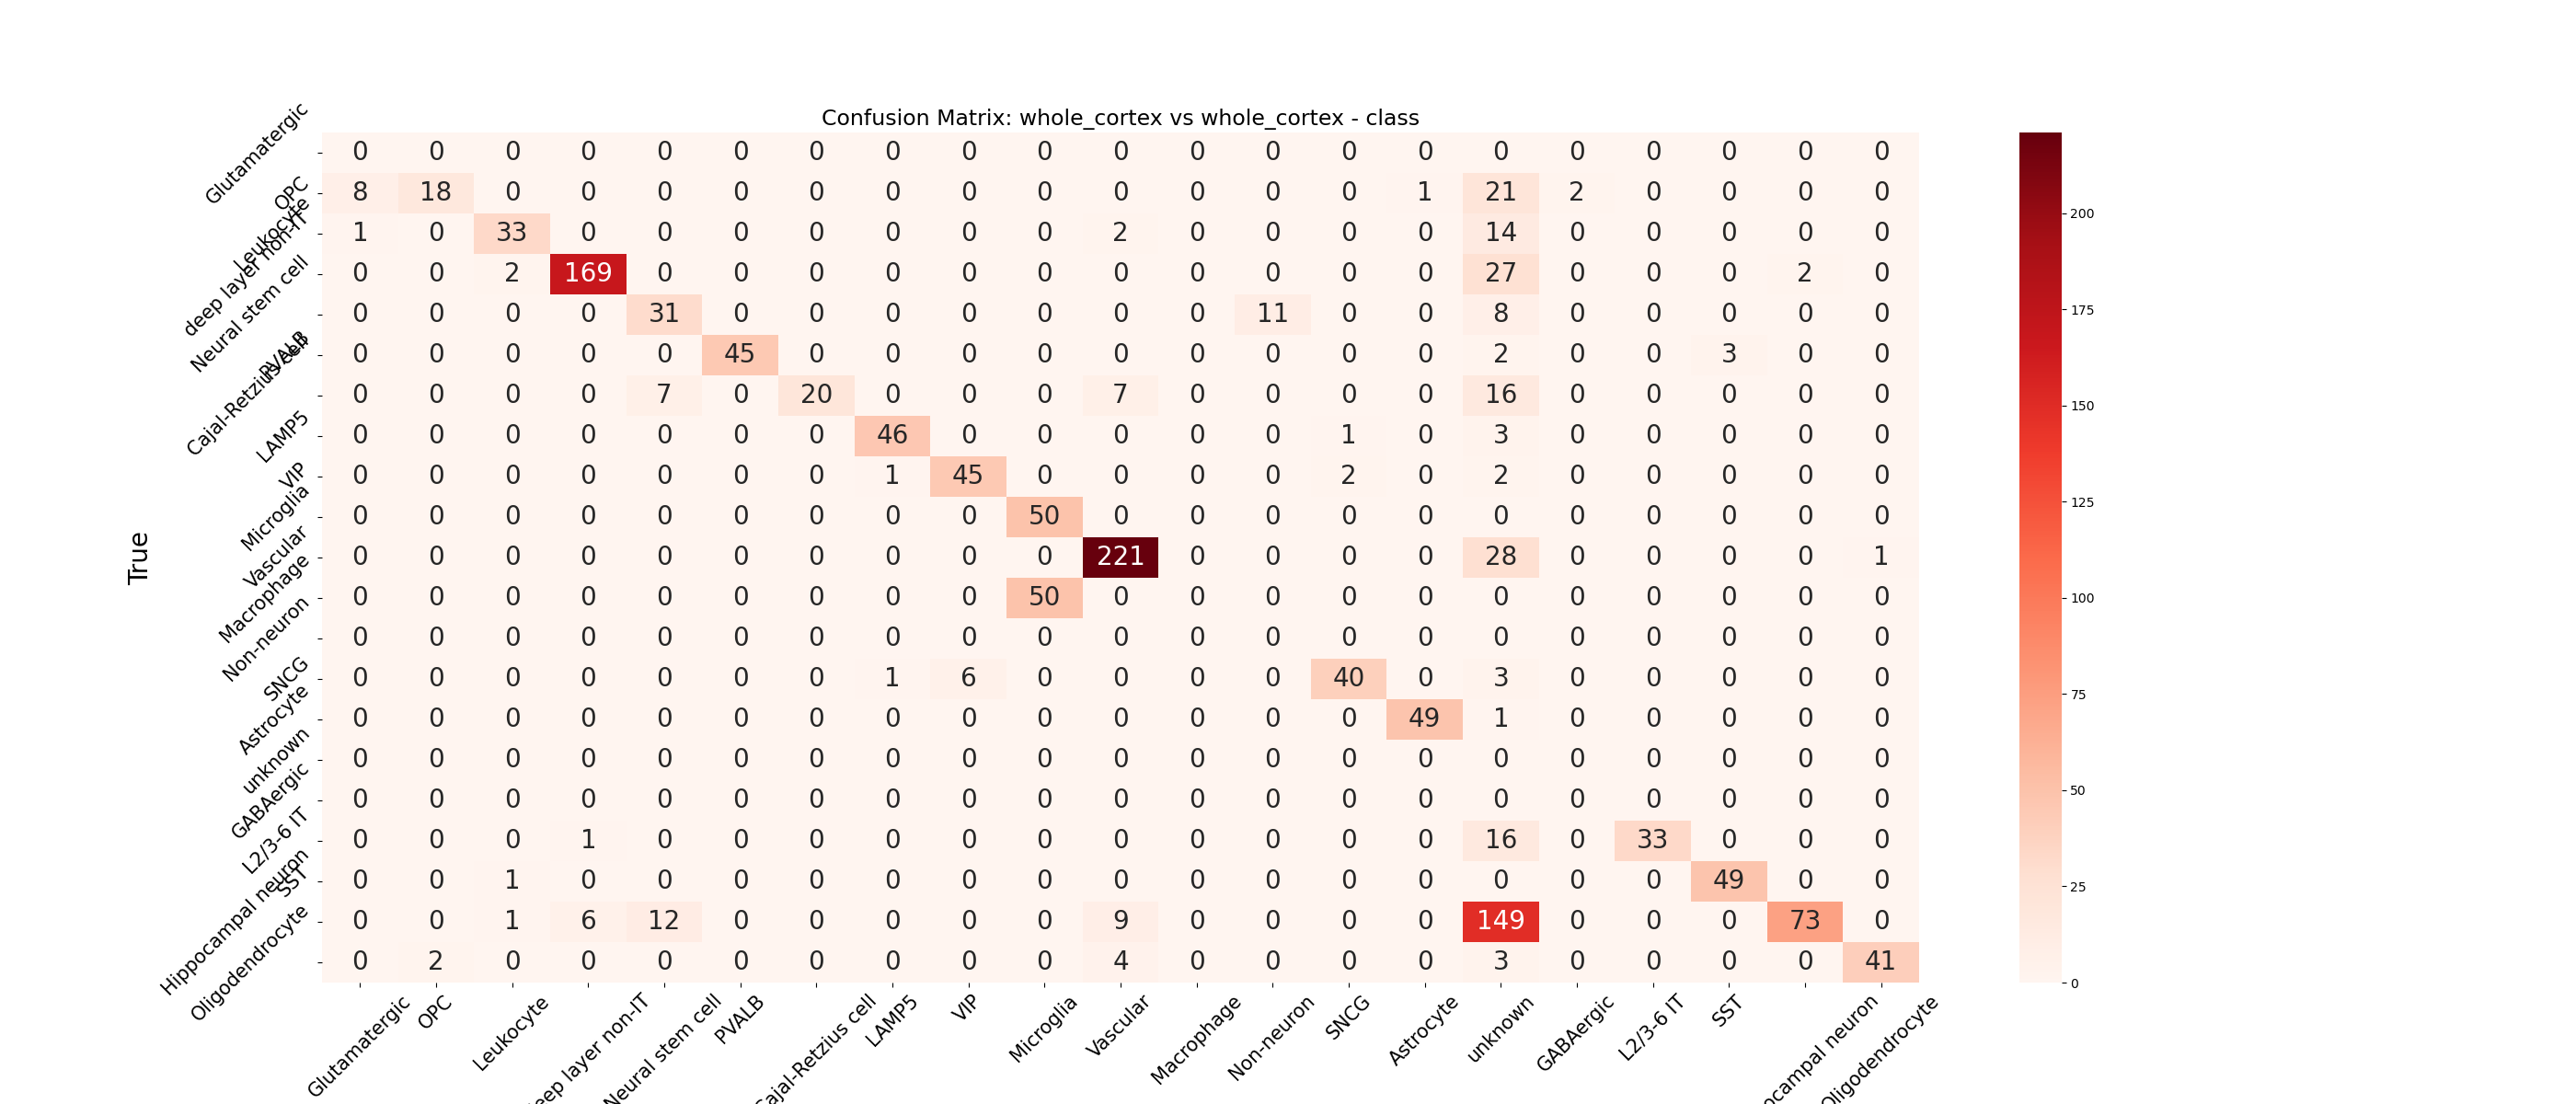 Confusion Matrix: whole_cortex vs whole_cortex - class
True
Glutamatergic 0 0 0 0 0 0 0 0 0 0 0 0 0 0 0 0 0 0 0 0 0
OPC 8 18 0 0 0 0 0 0 0 0 0 0 0 0 1 21 2 0 0 0 0
Leukocyte 1 0 33 0 0 0 0 0 0 0 2 0 0 0 0 14 0 0 0 0 0
deep layer non-IT 0 0 2 169 0 0 0 0 0 0 0 0 0 0 0 27 0 0 0 2 0
Neural stem cell 0 0 0 0 31 0 0 0 0 0 0 0 11 0 0 8 0 0 0 0 0
PVALB 0 0 0 0 0 45 0 0 0 0 0 0 0 0 0 2 0 0 3 0 0
Cajal-Retzius cell 0 0 0 0 7 0 20 0 0 0 7 0 0 0 0 16 0 0 0 0 0
LAMP5 0 0 0 0 0 0 0 46 0 0 0 0 0 1 0 3 0 0 0 0 0
VIP 0 0 0 0 0 0 0 1 45 0 0 0 0 2 0 2 0 0 0 0 0
Microglia 0 0 0 0 0 0 0 0 0 50 0 0 0 0 0 0 0 0 0 0 0
Vascular 0 0 0 0 0 0 0 0 0 0 221 0 0 0 0 28 0 0 0 0 1
Macrophage 0 0 0 0 0 0 0 0 0 50 0 0 0 0 0 0 0 0 0 0 0
Non-neuron 0 0 0 0 0 0 0 0 0 0 0 0 0 0 0 0 0 0 0 0 0
SNCG 0 0 0 0 0 0 0 1 6 0 0 0 0 40 0 3 0 0 0 0 0
Astrocyte 0 0 0 0 0 0 0 0 0 0 0 0 0 0 49 1 0 0 0 0 0
unknown 0 0 0 0 0 0 0 0 0 0 0 0 0 0 0 0 0 0 0 0 0
GABAergic 0 0 0 0 0 0 0 0 0 0 0 0 0 0 0 0 0 0 0 0 0
L2/3-6 IT 0 0 0 1 0 0 0 0 0 0 0 0 0 0 0 16 0 33 0 0 0
SST 0 0 1 0 0 0 0 0 0 0 0 0 0 0 0 0 0 0 49 0 0
Hippocampal neuron 0 0 1 6 12 0 0 0 0 0 9 0 0 0 0 149 0 0 0 73 0
Oligodendrocyte 0 2 0 0 0 0 0 0 0 0 4 0 0 0 0 3 0 0 0 0 41
Glutamatergic
OPC
Leukocyte
layer non-IT
Neural stem cell
PVALB
Cajal-Retzius cell
LAMP5
VIP
Microglia
Vascular
Macrophage
Non-neuron
SNCG
Astrocyte
unknown
GABAergic
L2/3-6 IT
SST
neuron
Oligodendrocyte
200
175
150
125
100
75
50
25
0